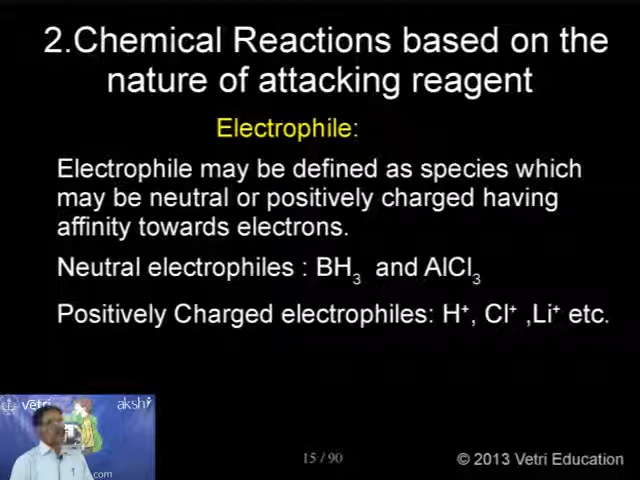 2.Chemical Reactions based on the
nature of attacking reagent
Electrophile:
Electrophile may be defined as species which
may be neutral or positively charged having
affinity towards electrons.
Neutral electrophiles : BH₃ and AlCl₃
Positively Charged electrophiles: H⁺, Cl⁺ ,Li⁺ etc.
vetri
.com
15 / 90
© 2013 Vetri Education